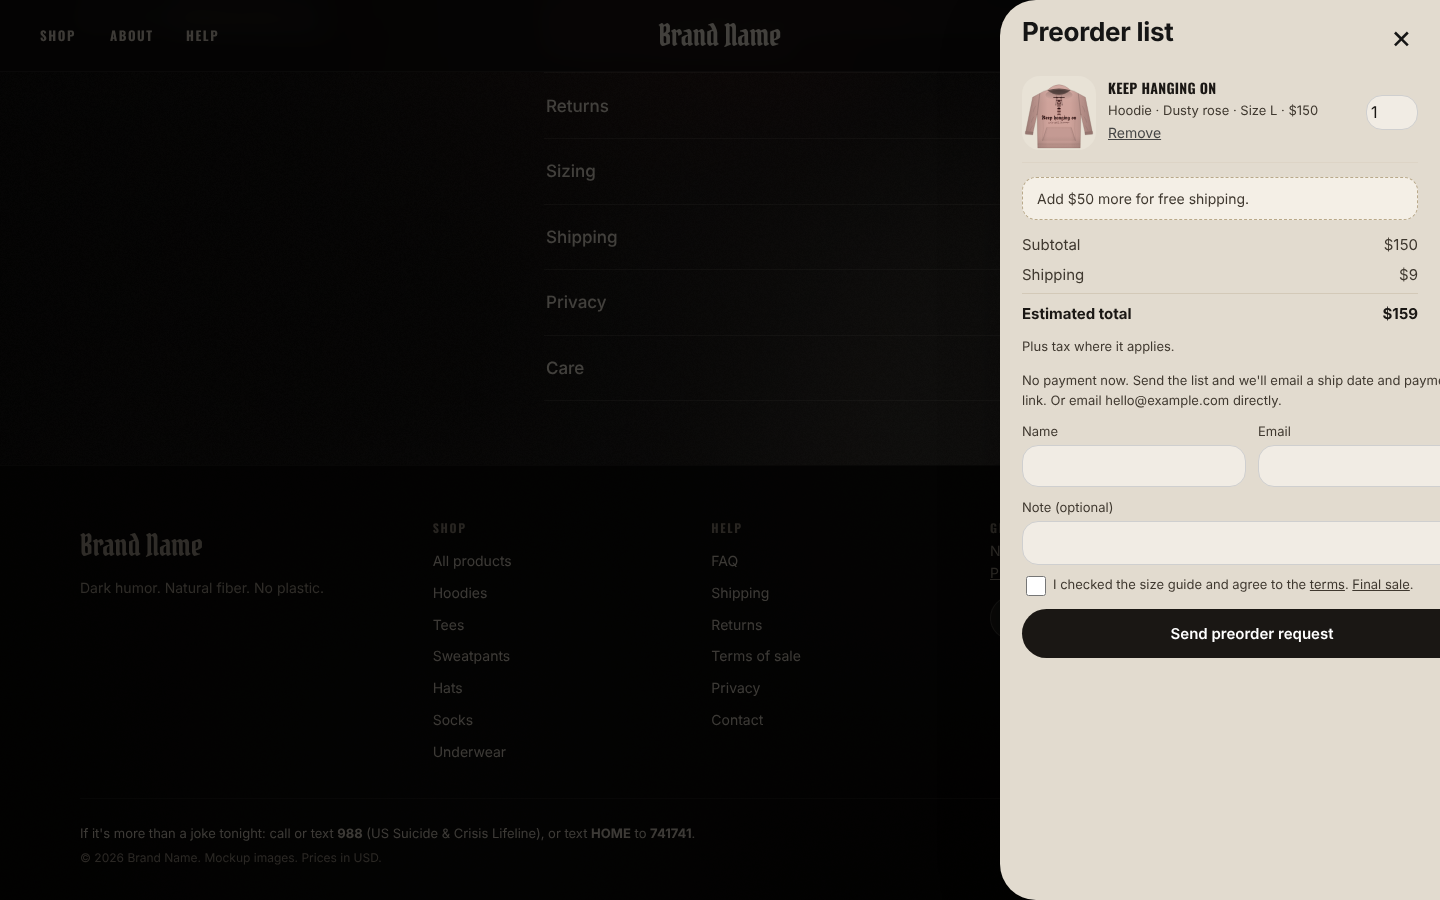 SHOP
ABOUT
HELP
Brand Name
Returns
Sizing
Shipping
Privacy
Care
Brand Name
Dark humor. Natural fiber. No plastic.
SHOP
All products
Hoodies
Tees
Sweatpants
Hats
Socks
Underwear
HELP
FAQ
Shipping
Returns
Terms of sale
Privacy
Contact
If it's more than a joke tonight: call or text 988 (US Suicide & Crisis Lifeline), or text HOME to 741741.
© 2026 Brand Name. Mockup images. Prices in USD.
Preorder list
KEEP HANGING ON
Hoodie · Dusty rose · Size L · $150
Remove
1
Keep hanging on
Add $50 more for free shipping.
Subtotal $150
Shipping $9
Estimated total $159
Plus tax where it applies.
No payment now. Send the list and we'll email a ship date and payme
link. Or email hello@example.com directly.
Name
Email
Note (optional)
I checked the size guide and agree to the terms. Final sale.
Send preorder request